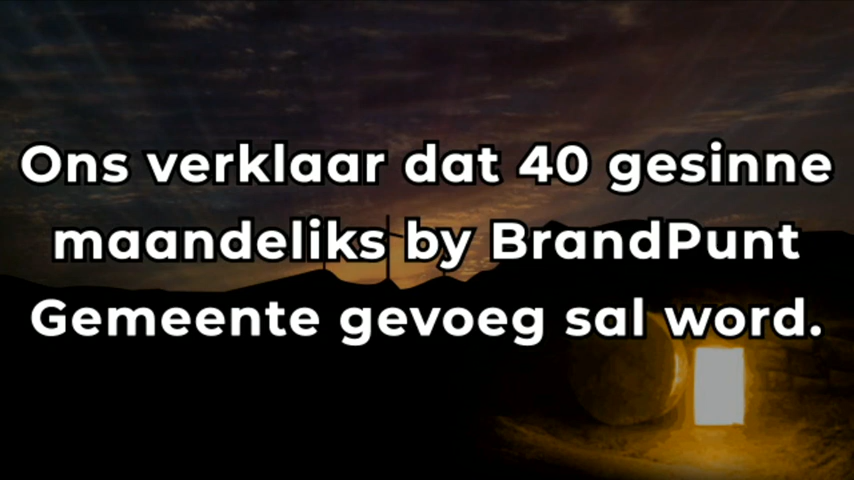 Ons verklaar dat 40 gesinne
maandeliks by BrandPunt
Gemeente gevoeg sal word.